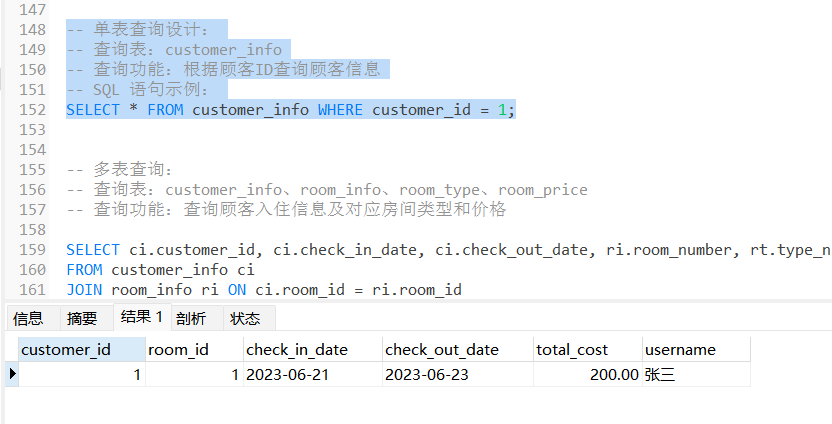 147
148 -- 单表查询设计：
149 -- 查询表：customer_info
150 -- 查询功能：根据顾客ID查询顾客信息
151 -- SQL 语句示例：
152 SELECT * FROM customer_info WHERE customer_id = 1;
153
154
155 -- 多表查询：
156 -- 查询表：customer_info、room_info、room_type、room_price
157 -- 查询功能：查询顾客入住信息及对应房间类型和价格
158
159 SELECT ci.customer_id, ci.check_in_date, ci.check_out_date, ri.room_number, rt.type_n
160 FROM customer_info ci
161 JOIN room_info ri ON ci.room_id = ri.room_id
信息 摘要 结果 1 剖析 状态
customer_id room_id check_in_date check_out_date total_cost username
1 1 2023-06-21 2023-06-23 200.00 张三